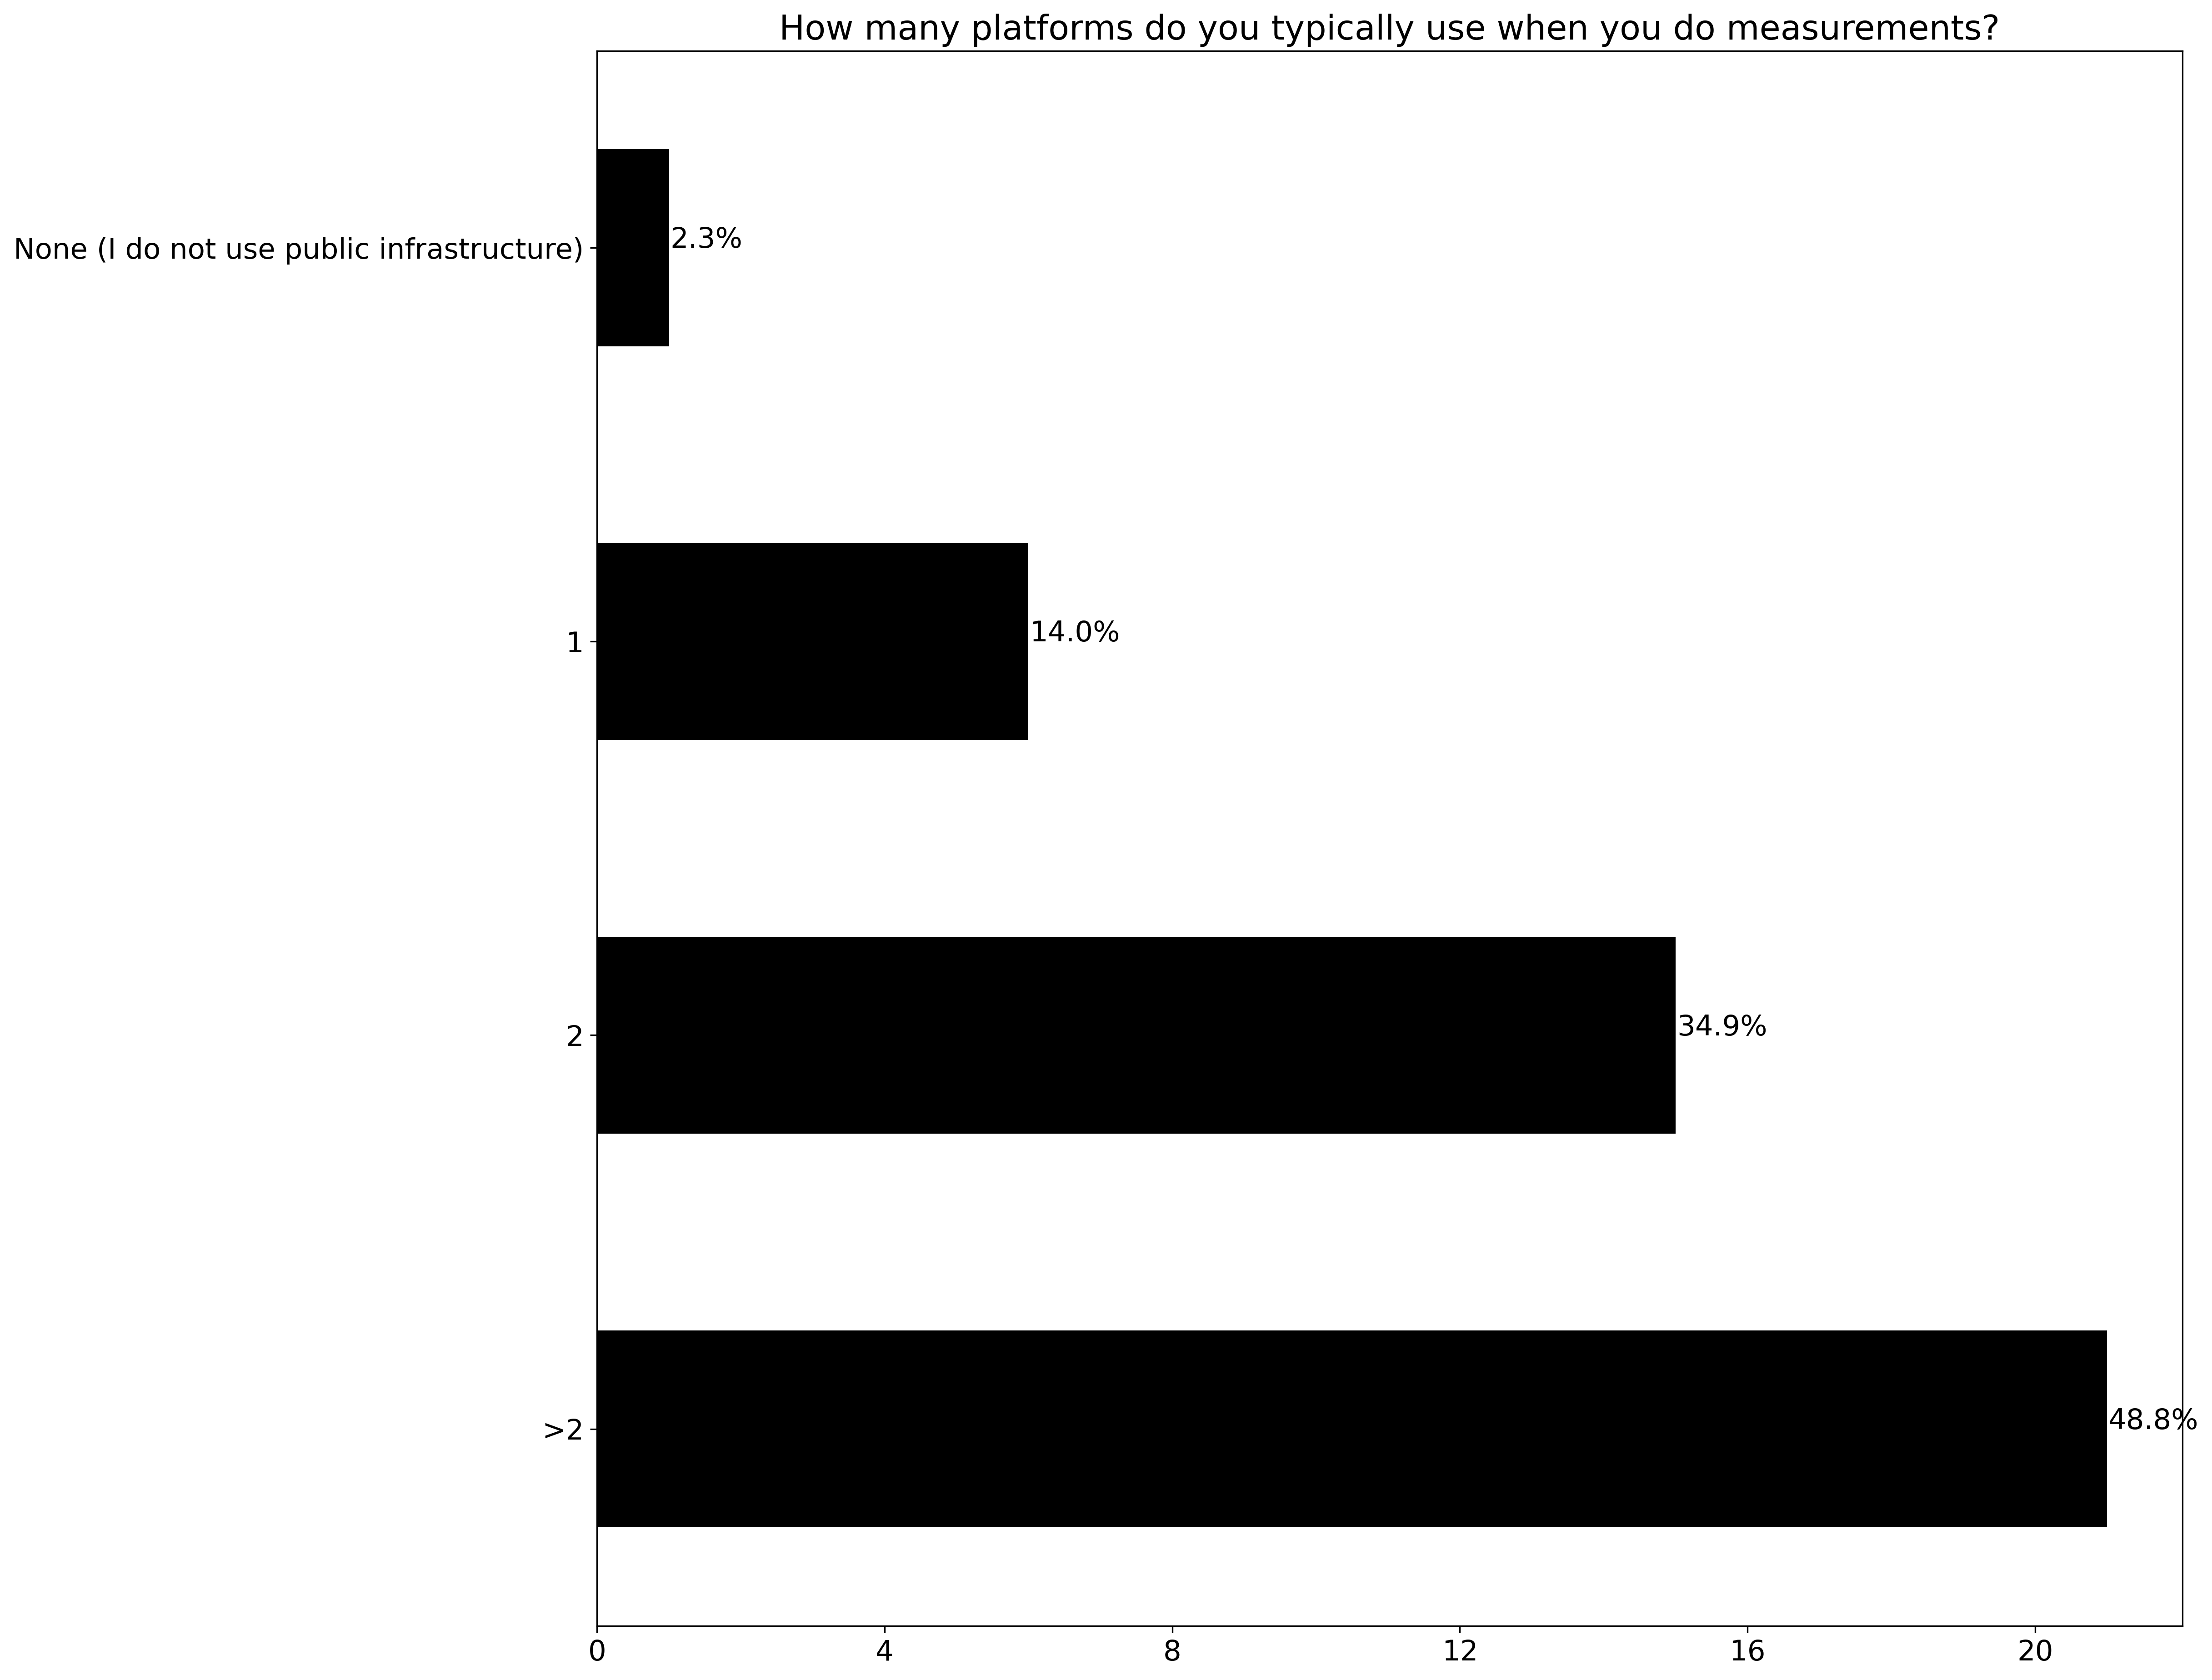 How many platforms do you typically use when you do measurements?
None (I do not use public infrastructure)
2.3%
1
14.0%
2
34.9%
>2
48.8%
0 4 8 12 16 20